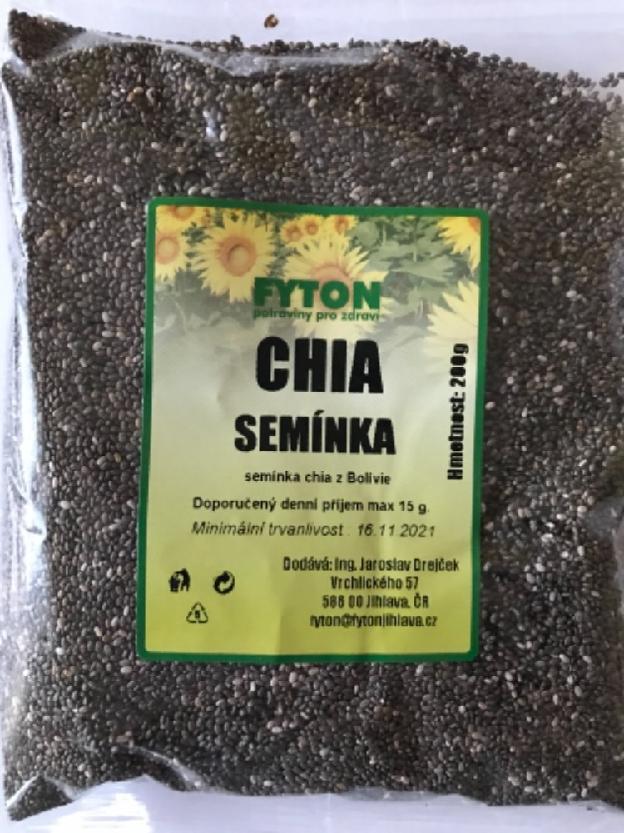 FYTON
potraviny pro zdraví
CHIA
SEMÍNKA
Hmotnost: 200g
semínka chia z Bolívie
Doporučený denní příjem max 15 g.
Minimální trvanlivost : 16.11.2021
Dodává: Ing. Jaroslav Drejček
Vrchlického 57
586 00 Jihlava, ČR
fyton@fytonjihlava.cz